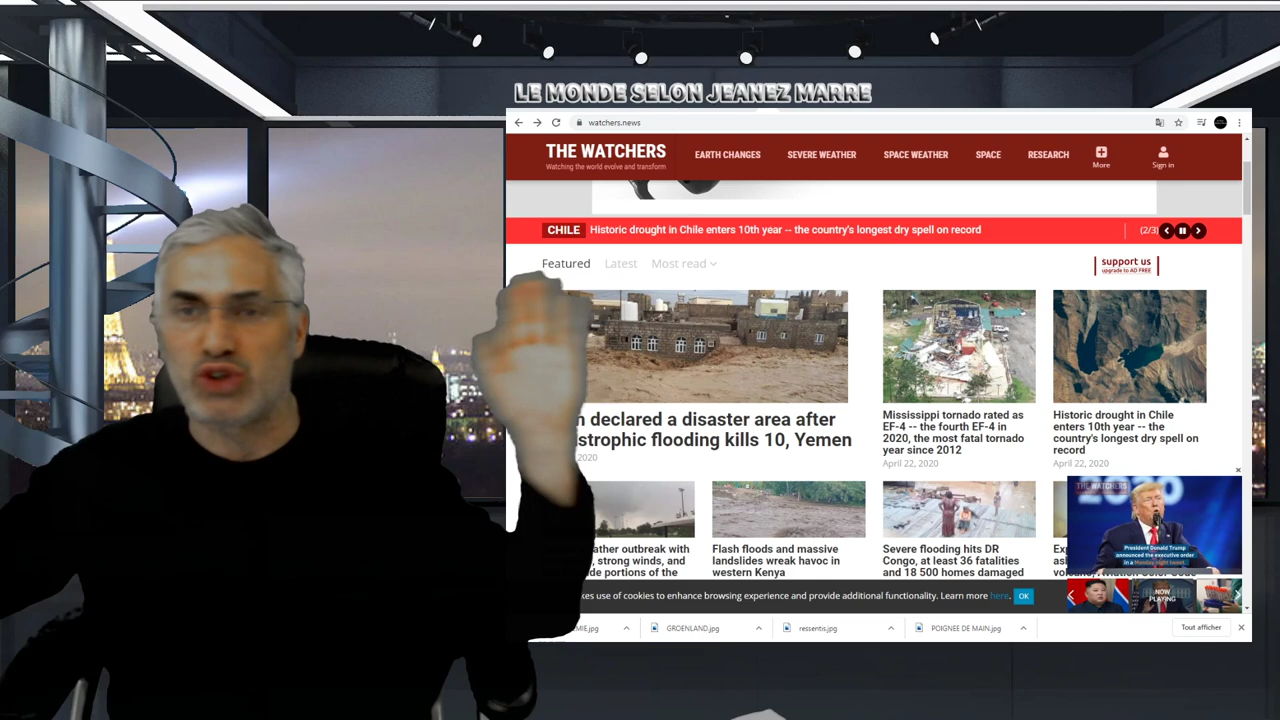 LE MONDE SELON JEANEZ MARRE
watchers.news
THE WATCHERS
Watching the world evolve and transform
EARTH CHANGES
SEVERE WEATHER
SPACE WEATHER
SPACE
RESEARCH
More
Sign in
CHILE
Historic drought in Chile enters 10th year -- the country's longest dry spell on record
(2/3)
Featured
Latest
Most read
support us
upgrade to AD FREE
n declared a disaster area after
strophic flooding kills 10, Yemen
2020
Mississippi tornado rated as
EF-4 -- the fourth EF-4 in
2020, the most fatal tornado
year since 2012
April 22, 2020
Historic drought in Chile
enters 10th year -- the
country's longest dry spell on
record
April 22, 2020
ather outbreak with
, strong winds, and
de portions of the
Flash floods and massive
landslides wreak havoc in
western Kenya
Severe flooding hits DR
Congo, at least 36 fatalities
and 18 500 homes damaged
THE WATCHERS
2020
President Donald Trump
announced the executive order
in a Monday night tweet.
NOW
PLAYING
kes use of cookies to enhance browsing experience and provide additional functionality. Learn more here.
OK
MIE.jpg
GROENLAND.jpg
ressentis.jpg
POIGNEE DE MAIN.jpg
Tout afficher